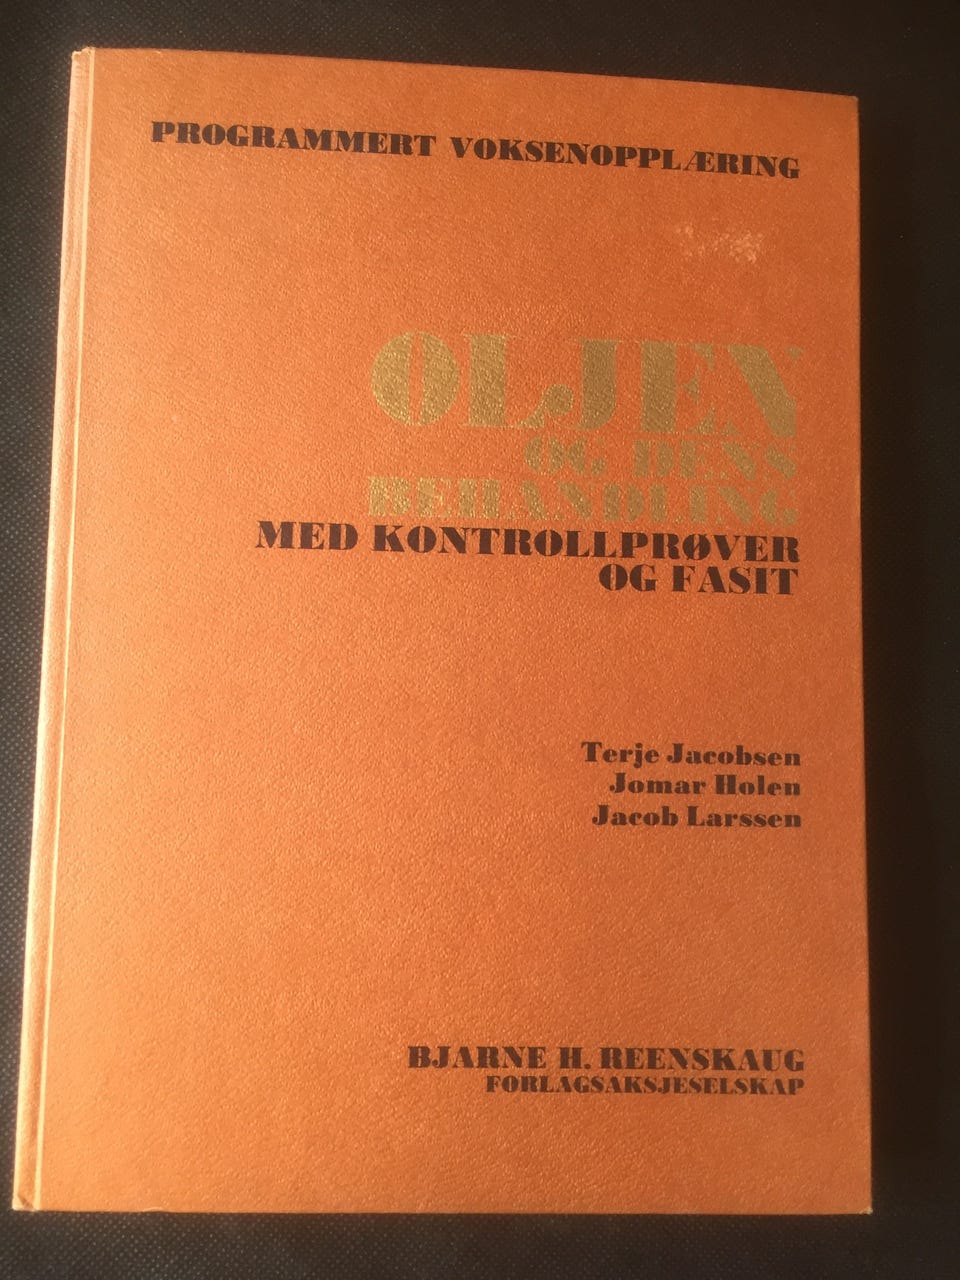 PROGRAMMERT VOKSENOPPLÆRING
OLJEN
OG DENS
BEHANDLING
MED KONTROLLPRØVER
OG FASIT
Terje Jacobsen
Jomar Holen
Jacob Larssen
BJARNE H. REENSKAUG
FORLAGSAKSJESELSKAP